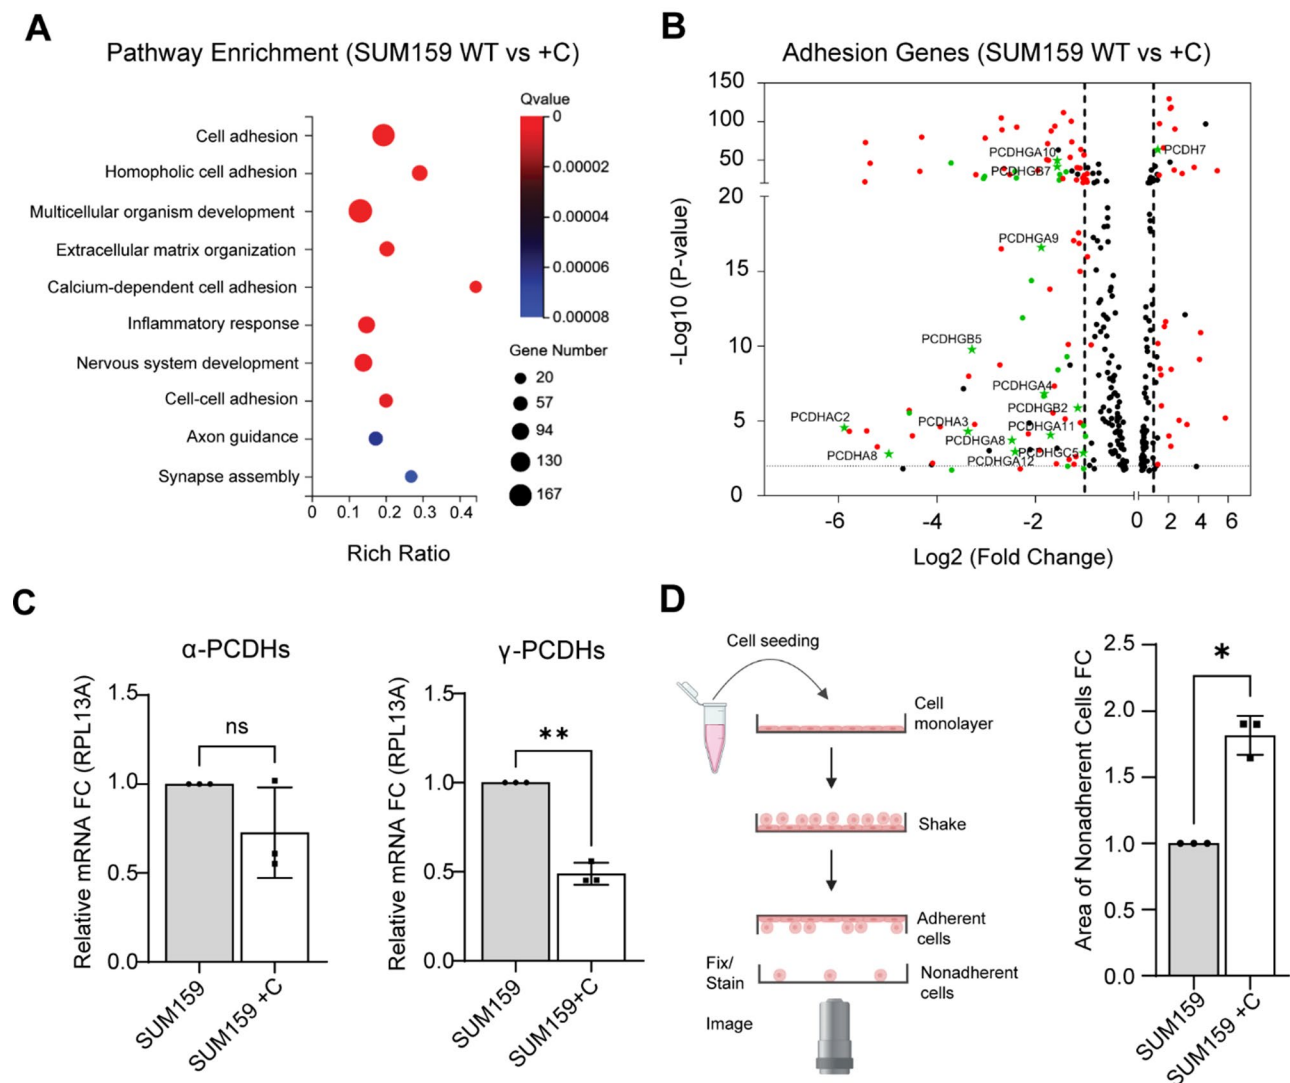 A
Pathway Enrichment (SUM159 WT vs +C)
Cell adhesion
Homopholic cell adhesion
Multicellular organism development
Extracellular matrix organization
Calcium-dependent cell adhesion
Inflammatory response
Nervous system development
Cell-cell adhesion
Axon guidance
Synapse assembly
0 0.1 0.2 0.3 0.4
Rich Ratio
Qvalue
0
0.00002
0.00004
0.00006
0.00008
Gene Number
20
57
94
130
167
B
Adhesion Genes (SUM159 WT vs +C)
-Log10 (P-value)
150
100
50
20
15
10
5
0
PCDHGA10
PCDH7
PCDHGB7
PCDHGA9
PCDHGB5
PCDHGA4
PCDHGB2
PCDHAC2
PCDHA3
PCDHGA11
PCDHGA8
PCDHA8
PCDHGC5
PCDHGA12
-6 -4 -2 0 2 4 6
Log2 (Fold Change)
C
α-PCDHs
Relative mRNA FC (RPL13A)
1.5
1.0
0.5
0.0
ns
SUM159
SUM159 +C
γ-PCDHs
Relative mRNA FC (RPL13A)
1.5
1.0
0.5
0.0
**
SUM159
SUM159+C
D
Cell seeding
Cell
monolayer
Shake
Adherent
cells
Fix/
Stain
Nonadherent
cells
Image
Area of Nonadherent Cells FC
2.5
2.0
1.5
1.0
0.5
0.0
*
SUM159
SUM159 +C